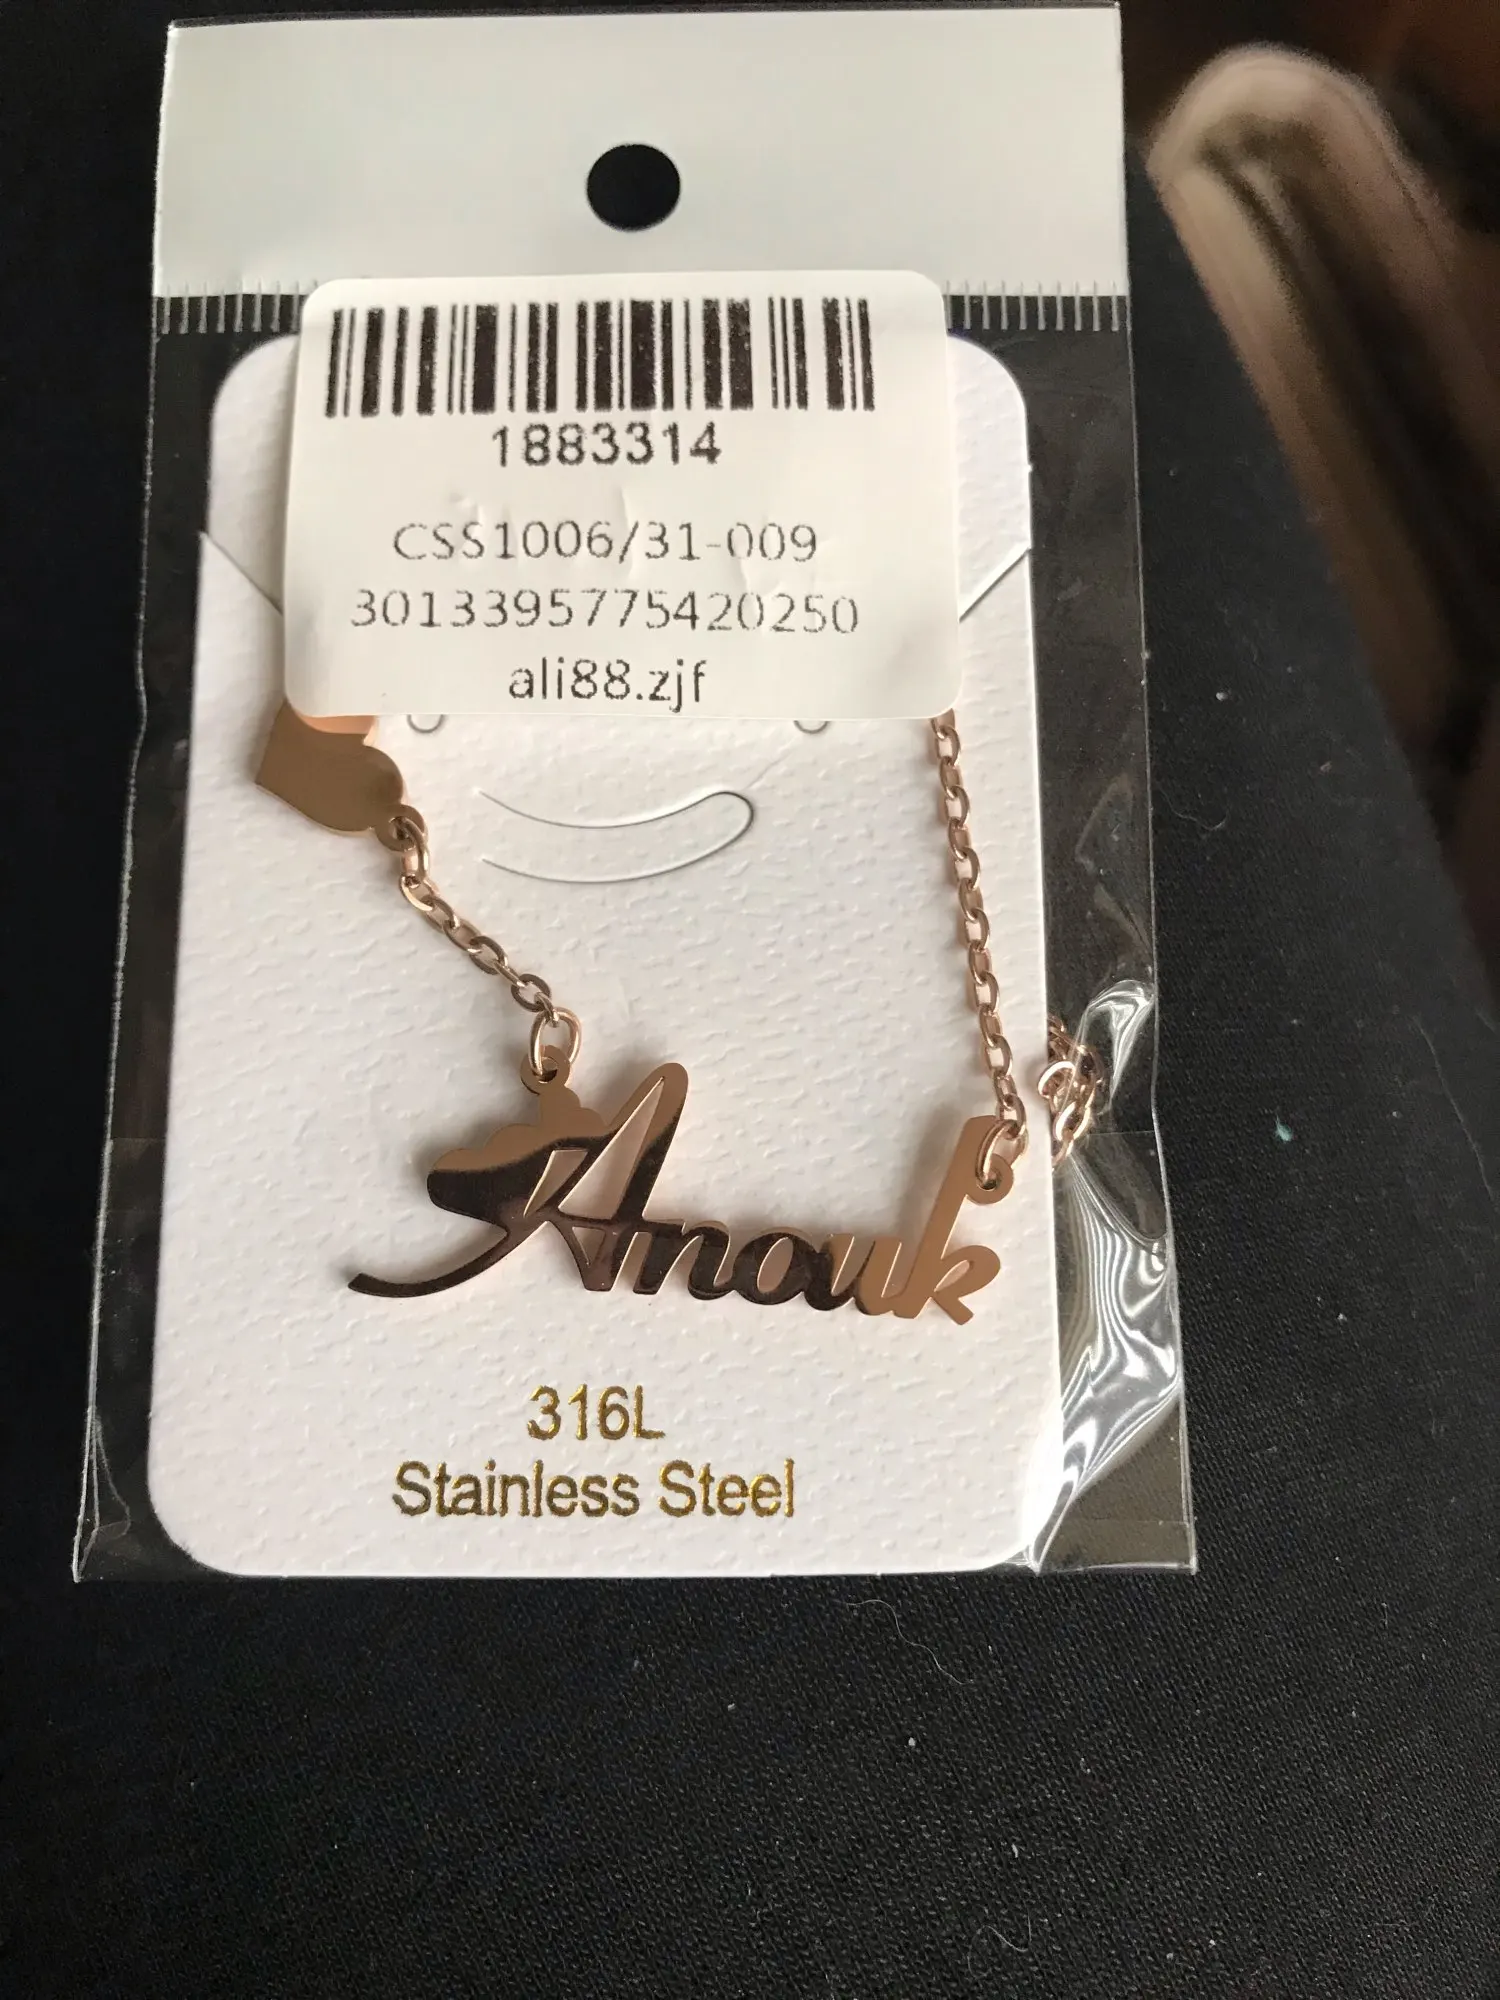 1883314
CSS1006/31-009
3013395775420250
ali88.zjf
Anouk
316L
Stainless Steel